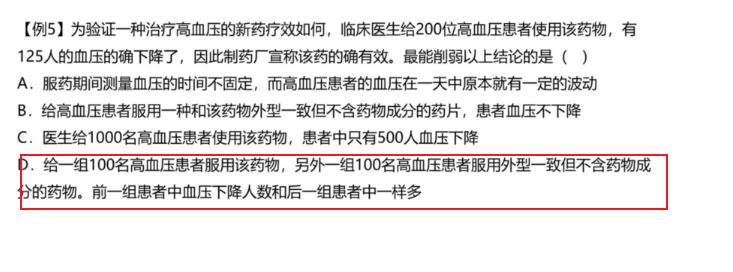 【例5】为验证一种治疗高血压的新药疗效如何，临床医生给200位高血压患者使用该药物，有
125人的血压的确下降了，因此制药厂宣称该药的确有效。最能削弱以上结论的是（　）
A．服药期间测量血压的时间不固定，而高血压患者的血压在一天中原本就有一定的波动
B．给高血压患者服用一种和该药物外型一致但不含药物成分的药片，患者血压不下降
C．医生给1000名高血压患者使用该药物，患者中只有500人血压下降
D．给一组100名高血压患者服用该药物，另外一组100名高血压患者服用外型一致但不含药物成
分的药物。前一组患者中血压下降人数和后一组患者中一样多